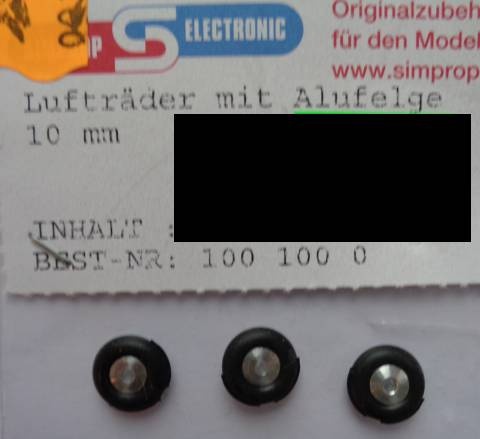 ELECTRONIC
Originalzubeh
für den Model
www.simprop
Lufträder mit Alufelge
10 mm
INHALT :
BEST-NR: 100 100 0